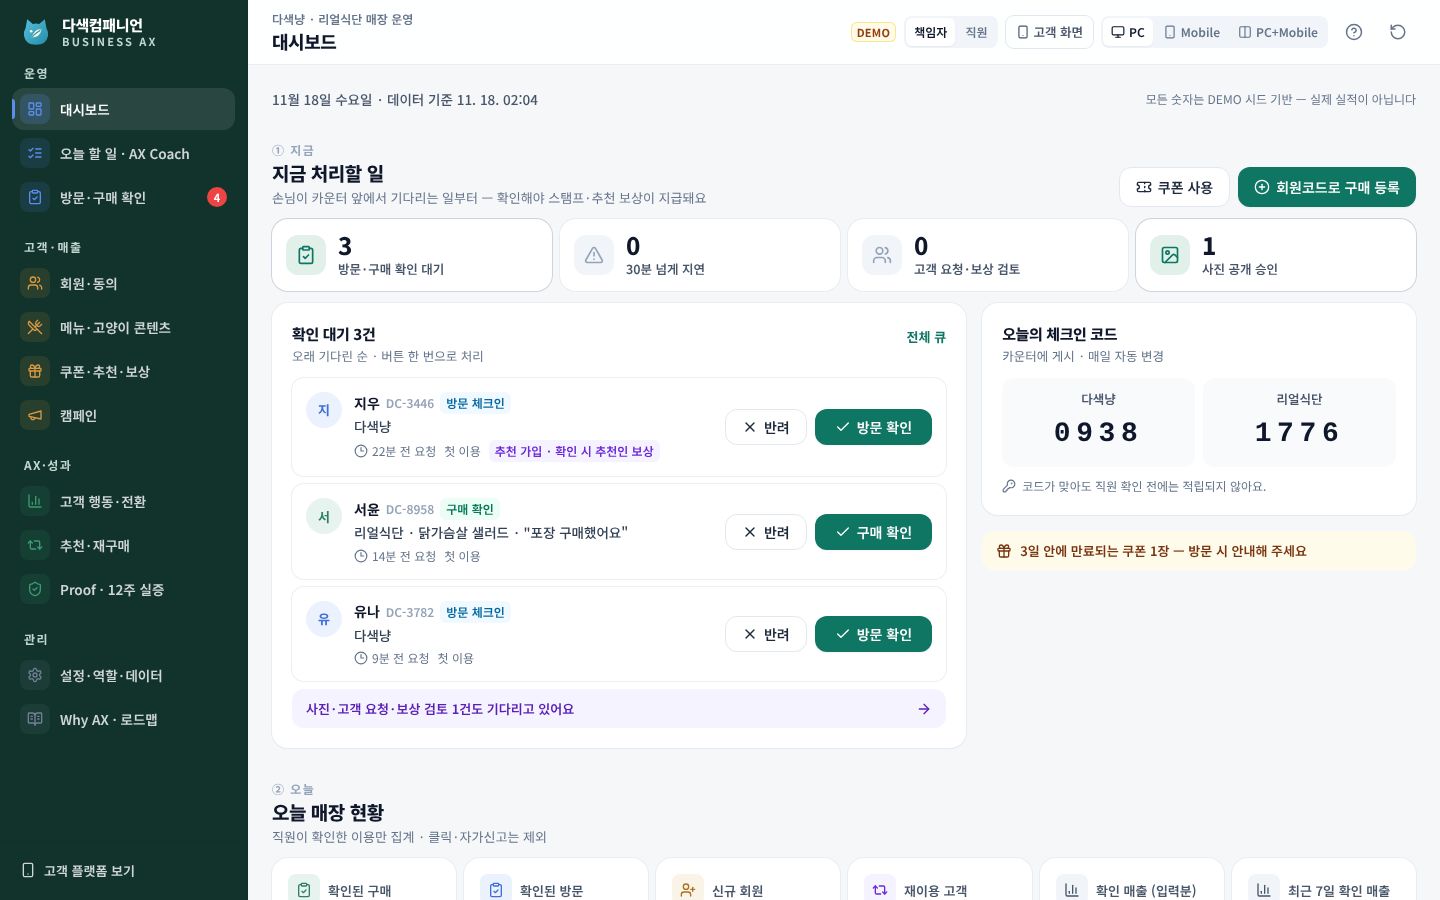 다색컴패니언
BUSINESS AX
운영
대시보드
오늘 할 일 · AX Coach
방문·구매 확인 4
고객·매출
회원·동의
메뉴·고양이 콘텐츠
쿠폰·추천·보상
캠페인
AX·성과
고객 행동·전환
추천·재구매
Proof · 12주 실증
관리
설정·역할·데이터
Why AX · 로드맵
고객 플랫폼 보기
다색냥 · 리얼식단 매장 운영
대시보드
DEMO 책임자 직원 고객 화면 PC Mobile PC+Mobile
11월 18일 수요일 · 데이터 기준 11. 18. 02:04
모든 숫자는 DEMO 시드 기반 — 실제 실적이 아닙니다
① 지금
지금 처리할 일
손님이 카운터 앞에서 기다리는 일부터 — 확인해야 스탬프·추천 보상이 지급돼요
쿠폰 사용
회원코드로 구매 등록
3
방문·구매 확인 대기
0
30분 넘게 지연
0
고객 요청·보상 검토
1
사진 공개 승인
확인 대기 3건
오래 기다린 순 · 버튼 한 번으로 처리
전체 큐
지
지우 DC-3446 방문 체크인
다색냥
22분 전 요청 첫 이용 추천 가입 · 확인 시 추천인 보상
반려
방문 확인
서
서윤 DC-8958 구매 확인
리얼식단 · 닭가슴살 샐러드 · "포장 구매했어요"
14분 전 요청 첫 이용
반려
구매 확인
유
유나 DC-3782 방문 체크인
다색냥
9분 전 요청 첫 이용
반려
방문 확인
사진·고객 요청·보상 검토 1건도 기다리고 있어요
오늘의 체크인 코드
카운터에 게시 · 매일 자동 변경
다색냥
0938
리얼식단
1776
코드가 맞아도 직원 확인 전에는 적립되지 않아요.
3일 안에 만료되는 쿠폰 1장 — 방문 시 안내해 주세요
② 오늘
오늘 매장 현황
직원이 확인한 이용만 집계 · 클릭·자가신고는 제외
확인된 구매
확인된 방문
신규 회원
재이용 고객
확인 매출 (입력분)
최근 7일 확인 매출